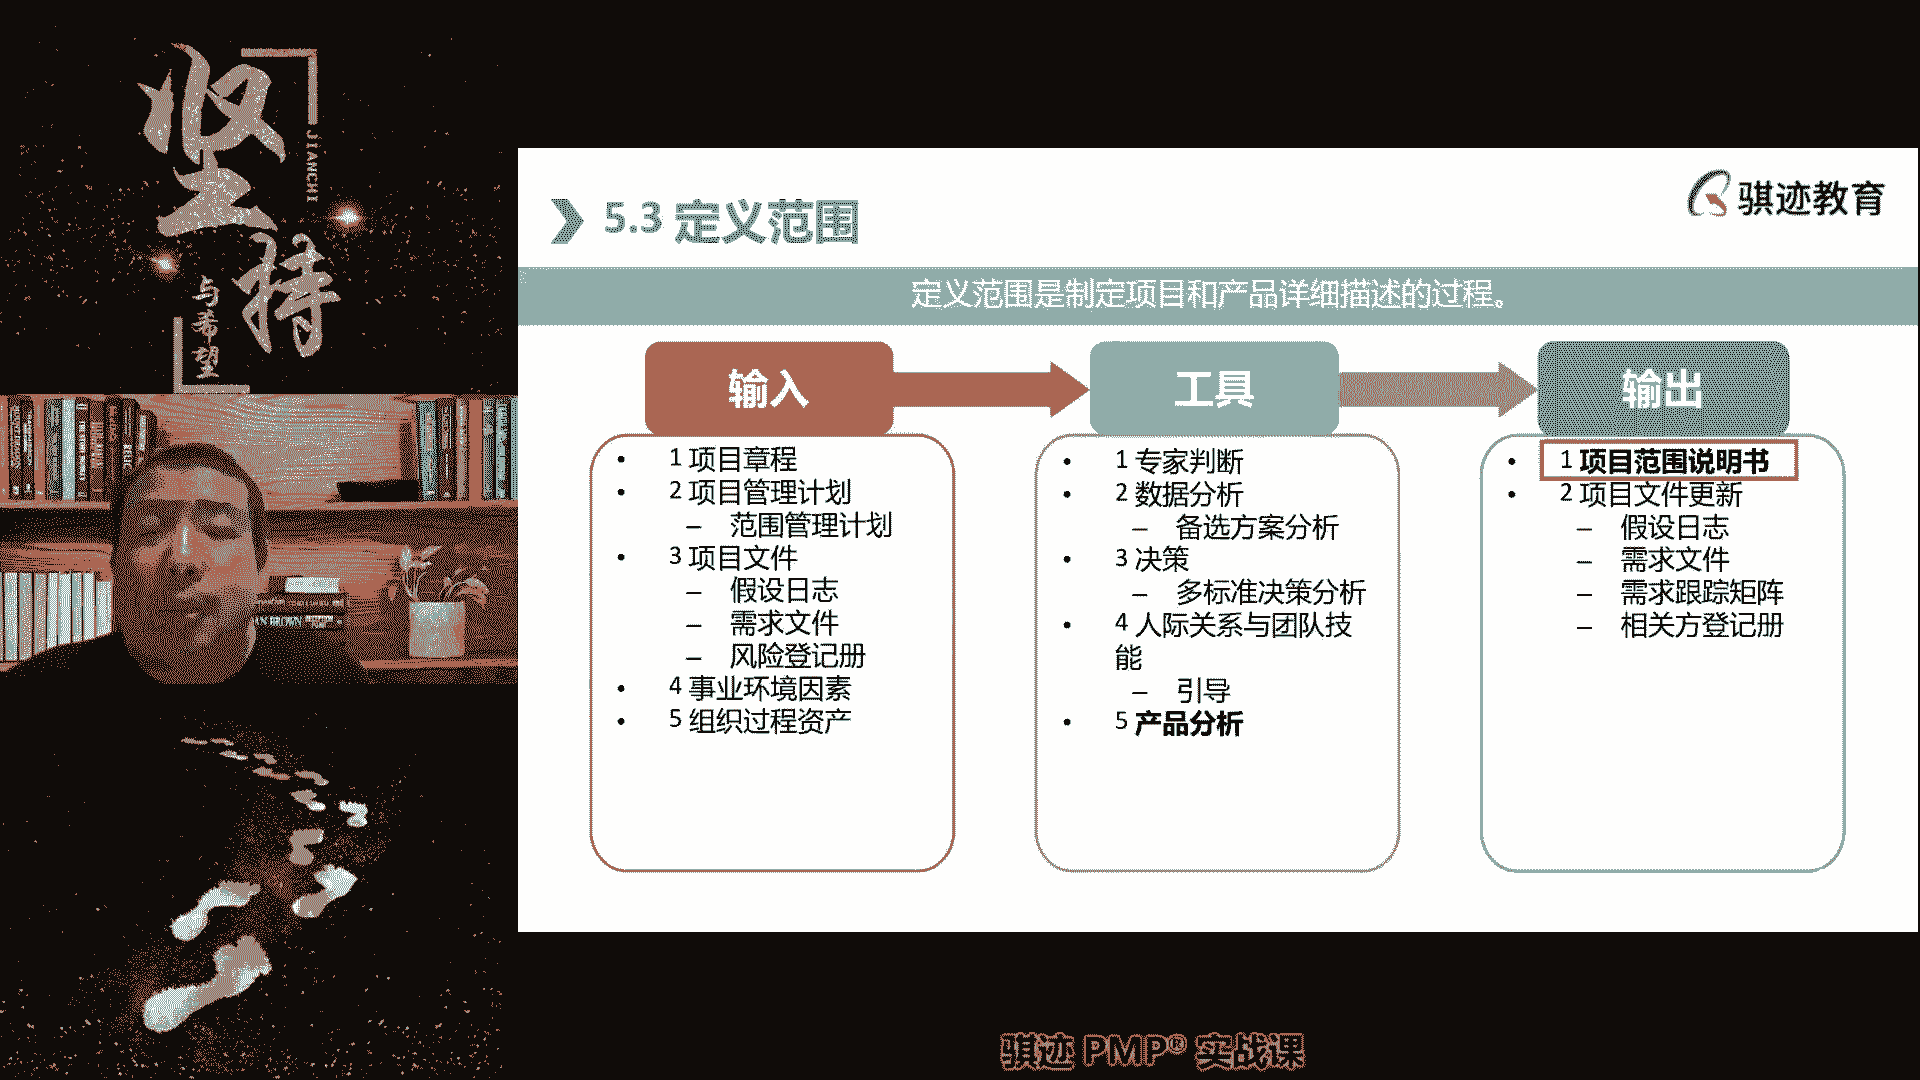 坚持
JIANCHI
与希望
骐迹教育
5.3 定义范围
定义范围是制定项目和产品详细描述的过程。
输入
• 1 项目章程
• 2 项目管理计划
– 范围管理计划
• 3 项目文件
– 假设日志
– 需求文件
– 风险登记册
• 4 事业环境因素
• 5 组织过程资产
工具
• 1 专家判断
• 2 数据分析
– 备选方案分析
• 3 决策
– 多标准决策分析
• 4 人际关系与团队技
能
– 引导
• 5 产品分析
输出
• 1 项目范围说明书
• 2 项目文件更新
– 假设日志
– 需求文件
– 需求跟踪矩阵
– 相关方登记册
骐迹 PMP® 实战课